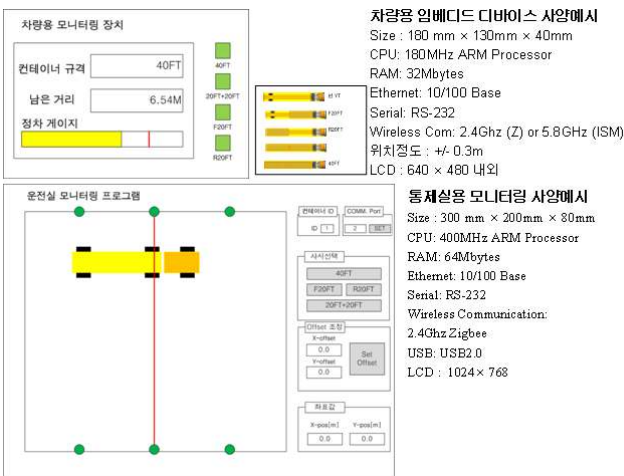 차량용 모니터링 장치
컨테이너 규격
40FT
남은 거리
6.54M
정차 게이지
40FT
20FT+20FT
F20FT
R20FT
F20FT
R20FT
40FT
차량용 임베디드 디바이스 사양예시
Size : 180 mm × 130mm × 40mm
CPU: 180MHz ARM Processor
RAM: 32Mbytes
Ethernet: 10/100 Base
Serial: RS-232
Wireless Com: 2.4Ghz (Z) or 5.8GHz (ISM)
위치정도 : +/- 0.3m
LCD : 640 × 480 내외
운전실 모니터링 프로그램
컨테이너 ID
COMM. Port
ID
1
2
SET
샤시선택
40FT
F20FT
R20FT
20FT+20FT
Offset 조정
X-offset
0.0
Y-offset
0.0
Set
Offset
좌표값
X-pos[m]
Y-pos[m]
0.0
0.0
통제실용 모니터링 사양예시
Size : 300 mm × 200mm × 80mm
CPU: 400MHz ARM Processor
RAM: 64Mbytes
Ethernet: 10/100 Base
Serial: RS-232
Wireless Communication:
2.4Ghz Zigbee
USB: USB2.0
LCD : 1024× 768